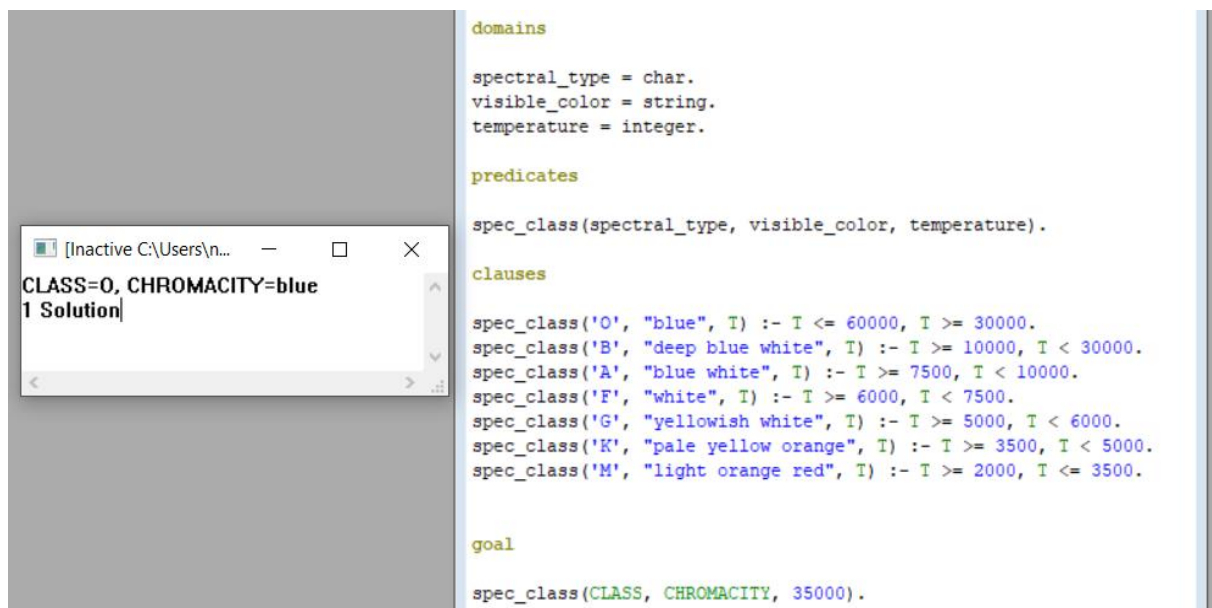 [Inactive C:\Users\n...
CLASS=O, CHROMACITY=blue
1 Solution
domains
spectral_type = char.
visible_color = string.
temperature = integer.
predicates
spec_class(spectral_type, visible_color, temperature).
clauses
spec_class('O', "blue", T) :- T <= 60000, T >= 30000.
spec_class('B', "deep blue white", T) :- T >= 10000, T < 30000.
spec_class('A', "blue white", T) :- T >= 7500, T < 10000.
spec_class('F', "white", T) :- T >= 6000, T < 7500.
spec_class('G', "yellowish white", T) :- T >= 5000, T < 6000.
spec_class('K', "pale yellow orange", T) :- T >= 3500, T < 5000.
spec_class('M', "light orange red", T) :- T >= 2000, T <= 3500.
goal
spec_class(CLASS, CHROMACITY, 35000).